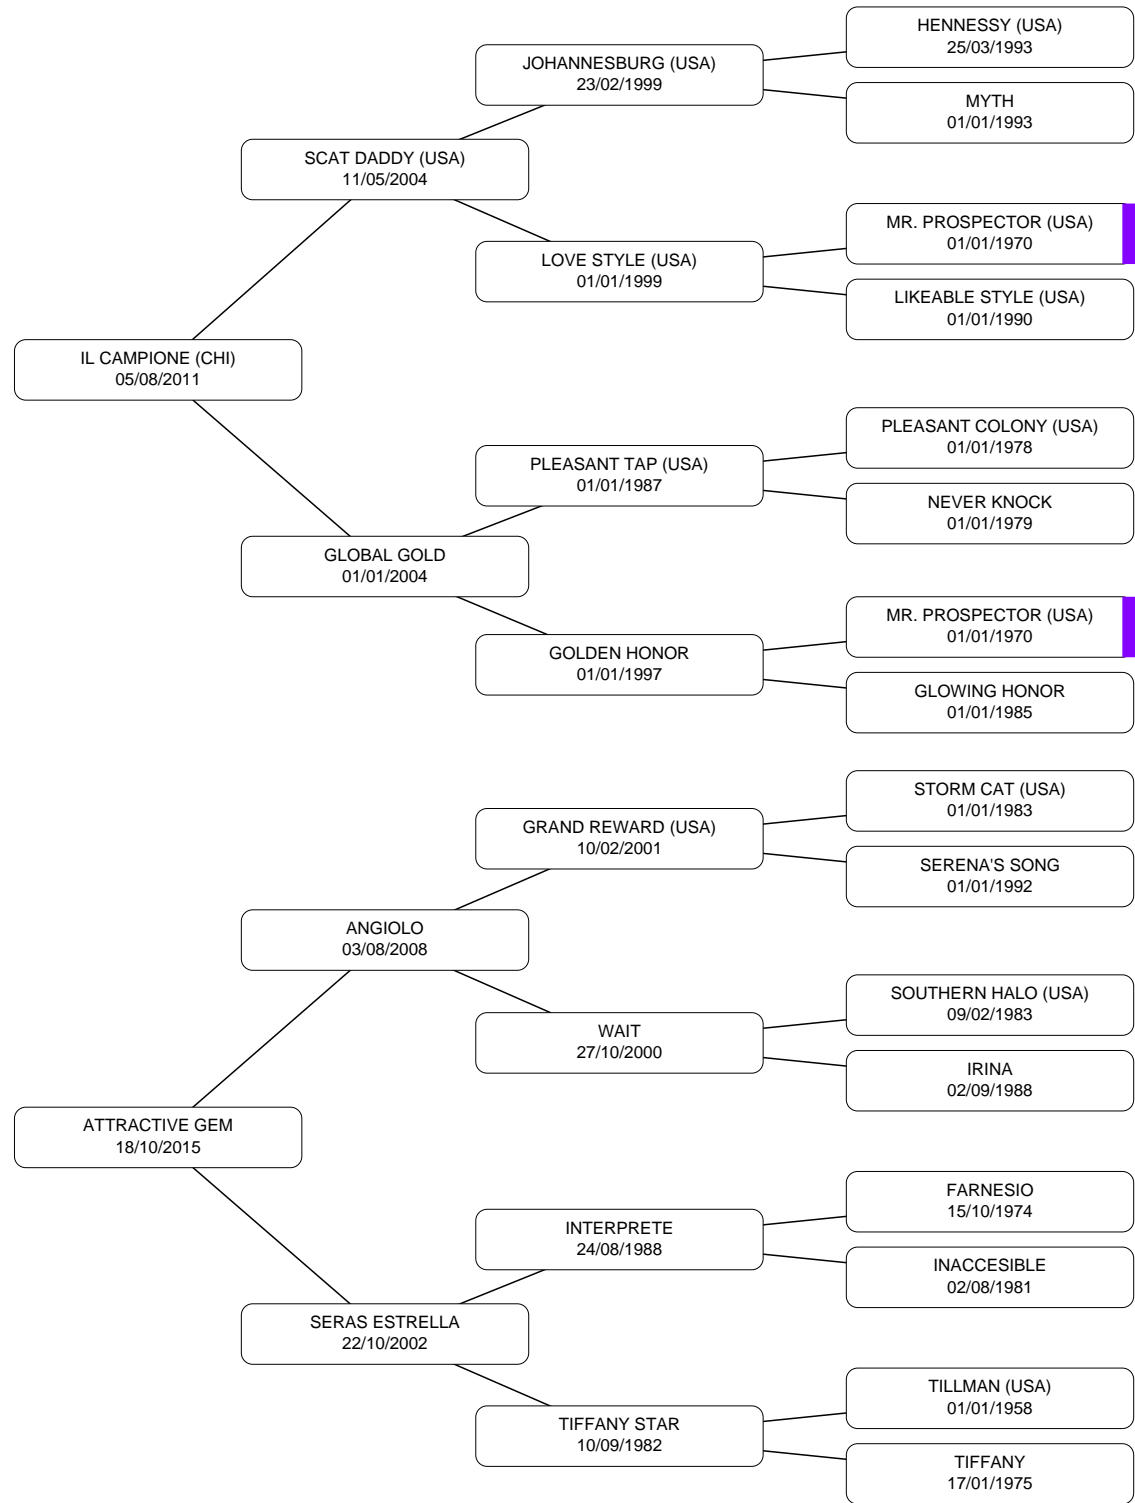 HENNESSY (USA)
25/03/1993
JOHANNESBURG (USA)
23/02/1999
MYTH
01/01/1993
SCAT DADDY (USA)
11/05/2004
MR. PROSPECTOR (USA)
01/01/1970
LOVE STYLE (USA)
01/01/1999
LIKEABLE STYLE (USA)
01/01/1990
IL CAMPIONE (CHI)
05/08/2011
PLEASANT COLONY (USA)
01/01/1978
PLEASANT TAP (USA)
01/01/1987
NEVER KNOCK
01/01/1979
GLOBAL GOLD
01/01/2004
MR. PROSPECTOR (USA)
01/01/1970
GOLDEN HONOR
01/01/1997
GLOWING HONOR
01/01/1985
STORM CAT (USA)
01/01/1983
GRAND REWARD (USA)
10/02/2001
SERENA'S SONG
01/01/1992
ANGIOLO
03/08/2008
SOUTHERN HALO (USA)
09/02/1983
WAIT
27/10/2000
IRINA
02/09/1988
ATTRACTIVE GEM
18/10/2015
FARNESIO
15/10/1974
INTERPRETE
24/08/1988
INACCESIBLE
02/08/1981
SERAS ESTRELLA
22/10/2002
TILLMAN (USA)
01/01/1958
TIFFANY STAR
10/09/1982
TIFFANY
17/01/1975